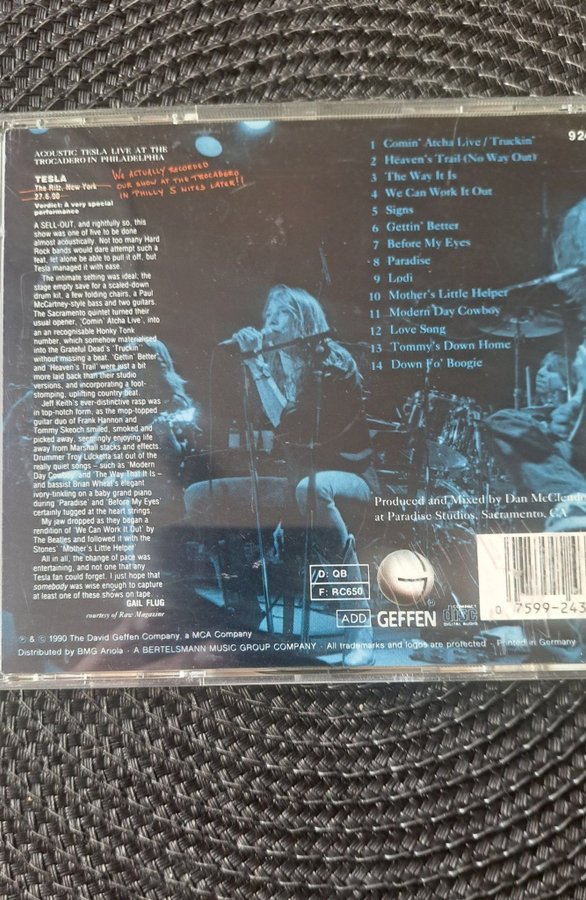 ACOUSTIC TESLA LIVE AT THE
TROCADERO IN PHILADELPHIA
TESLA
The Ritz, New York
27.6.90
Verdict: A very special
performance
WE ACTUALLY RECORDED
OUR SHOW AT THE TROCADERO
IN PHILLY 5 NITES LATER!!
A SELL-OUT, and rightfully so, this
show was one of five to be done
almost acoustically. Not too many Hard
Rock bands would dare attempt such a
feat, let alone be able to pull it off, but
Tesla managed it with ease.
The intimate setting was ideal; the
stage empty save for a scaled-down
drum kit, a few folding chairs, a Paul
McCartney-style bass and two guitars.
The Sacramento quintet turned their
usual opener, 'Comin' Atcha Live', into
an an recognisable Honky Tonk
number, which somehow materialised
into the Grateful Dead's 'Truckin'
without missing a beat. 'Gettin' Better
and 'Heaven's Trail' were just a bit
more laid back than their studio
versions, and incorporating a foot-
stomping, uplifting country beat.
Jeff Keith's ever-distinctive rasp was
in top-notch form, as the mop-topped
guitar duo of Frank Hannon and
Tommy Skeoch smiled, smoked and
picked away, seemingly enjoying life
away from Marshall stacks and effects.
Drummer Troy Lucketta sat out of the
really quiet songs – such as 'Modern
Day Cowboy' and 'The Way That It Is –
and bassist Brian Wheat's elegant
ivory-tinkling on a baby grand piano
during 'Paradise' and 'Before My Eyes'
certainly tugged at the heart strings.
My jaw dropped as they began a
rendition of 'We Can Work It Out' by
The Beatles and followed it with the
Stones' 'Mother's Little Helper'
All in all, the change of pace was
entertaining, and not one that any
Tesla fan could forget. I just hope that
somebody was wise enough to capture
at least one of these shows on tape.
GAIL FLUG
courtesy of Raw Magazine
924
1 Comin' Atcha Live / Truckin'
2 Heaven's Trail (No Way Out)
3 The Way It Is
4 We Can Work It Out
5 Signs
6 Gettin' Better
7 Before My Eyes
8 Paradise
9 Lodi
10 Mother's Little Helper
11 Modern Day Cowboy
12 Love Song
13 Tommy's Down Home
14 Down Fo' Boogie
Produced and Mixed by Dan McClend
at Paradise Studios, Sacramento, CA
D: QB
F: RC650
ADD
GEFFEN
COMPACT
disc
DIGITAL AUDIO
0 7599-243
℗ & © 1990 The David Geffen Company, a MCA Company
Distributed by BMG Ariola · A BERTELSMANN MUSIC GROUP COMPANY · All trademarks and logos are protected · Printed in Germany